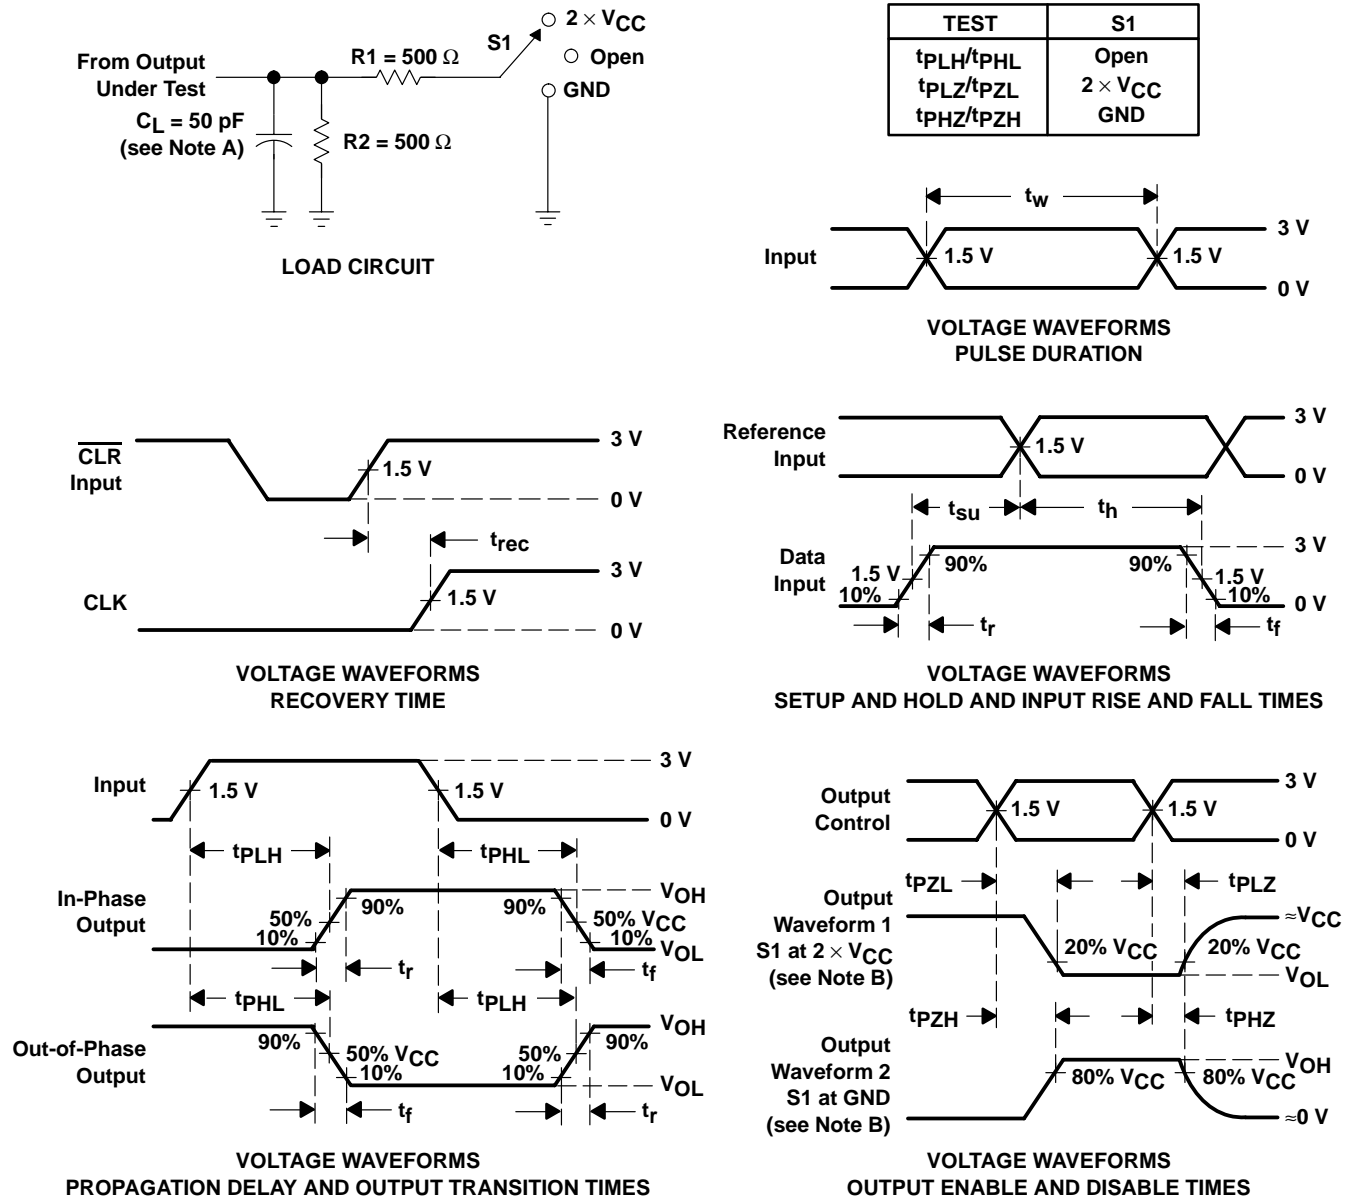 From Output
Under Test
CL = 50 pF
(see Note A)
R1 = 500 Ω
R2 = 500 Ω
S1
2 × VCC
Open
GND
LOAD CIRCUIT
TEST S1
tPLH/tPHL Open
tPLZ/tPZL 2 × VCC
tPHZ/tPZH GND
tw
Input
1.5 V
1.5 V
3 V
0 V
VOLTAGE WAVEFORMS
PULSE DURATION
CLR
Input
1.5 V
3 V
0 V
trec
CLK
1.5 V
3 V
0 V
VOLTAGE WAVEFORMS
RECOVERY TIME
Reference
Input
1.5 V
3 V
0 V
tsu
th
Data
Input
1.5 V
10%
90%
90%
1.5 V
10%
3 V
0 V
tr
tf
VOLTAGE WAVEFORMS
SETUP AND HOLD AND INPUT RISE AND FALL TIMES
Input
1.5 V
1.5 V
3 V
0 V
tPLH
tPHL
In-Phase
Output
50%
10%
90%
90%
50% VCC
10%
VOH
VOL
tr
tf
tPHL
tPLH
Out-of-Phase
Output
90%
50% VCC
10%
50%
10%
90%
VOH
VOL
tf
tr
VOLTAGE WAVEFORMS
PROPAGATION DELAY AND OUTPUT TRANSITION TIMES
Output
Control
1.5 V
1.5 V
3 V
0 V
tPZL
tPLZ
Output
Waveform 1
S1 at 2 × VCC
(see Note B)
20% VCC
20% VCC
≈VCC
VOL
tPZH
tPHZ
Output
Waveform 2
S1 at GND
(see Note B)
80% VCC
80% VCC
VOH
≈0 V
VOLTAGE WAVEFORMS
OUTPUT ENABLE AND DISABLE TIMES